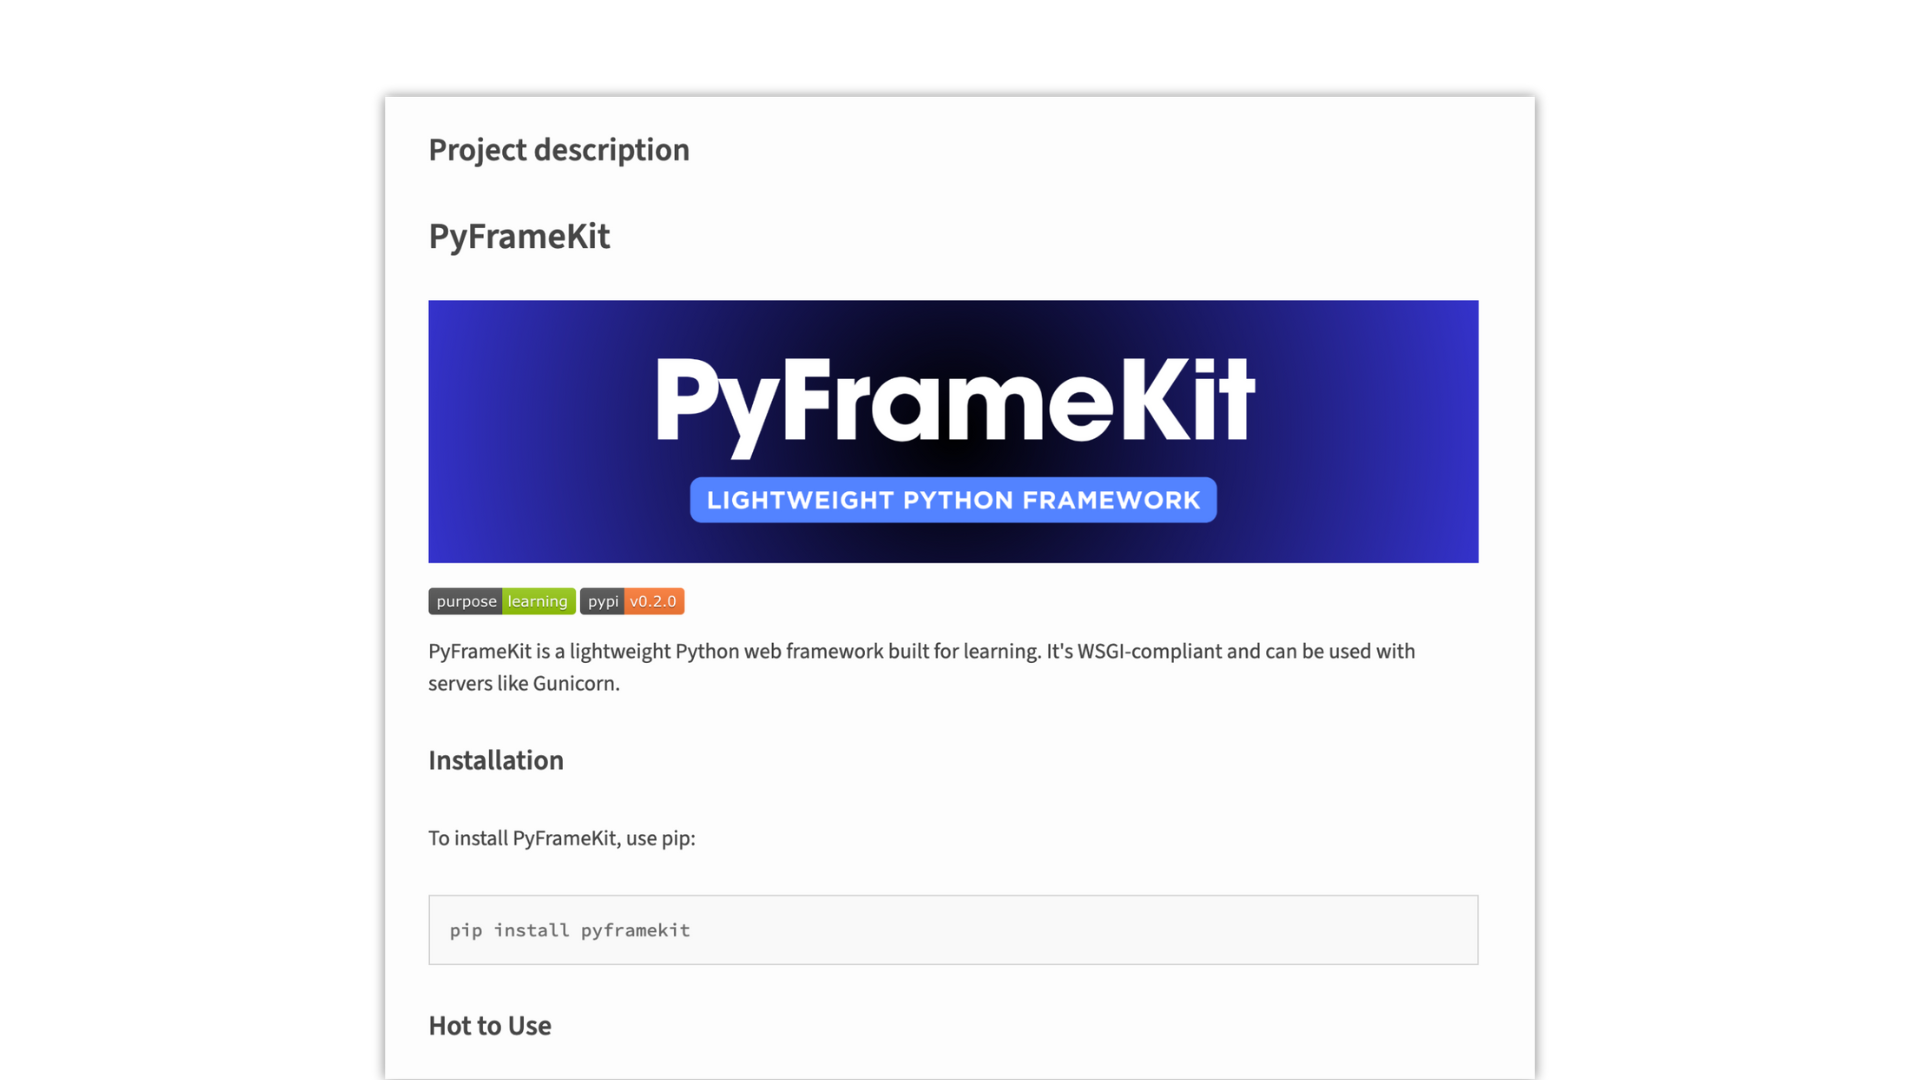 Project description
PyFrameKit
PyFrameKit
LIGHTWEIGHT PYTHON FRAMEWORK
purpose learning pypi v0.2.0
PyFrameKit is a lightweight Python web framework built for learning. It's WSGI-compliant and can be used with
servers like Gunicorn.
Installation
To install PyFrameKit, use pip:
pip install pyframekit
Hot to Use